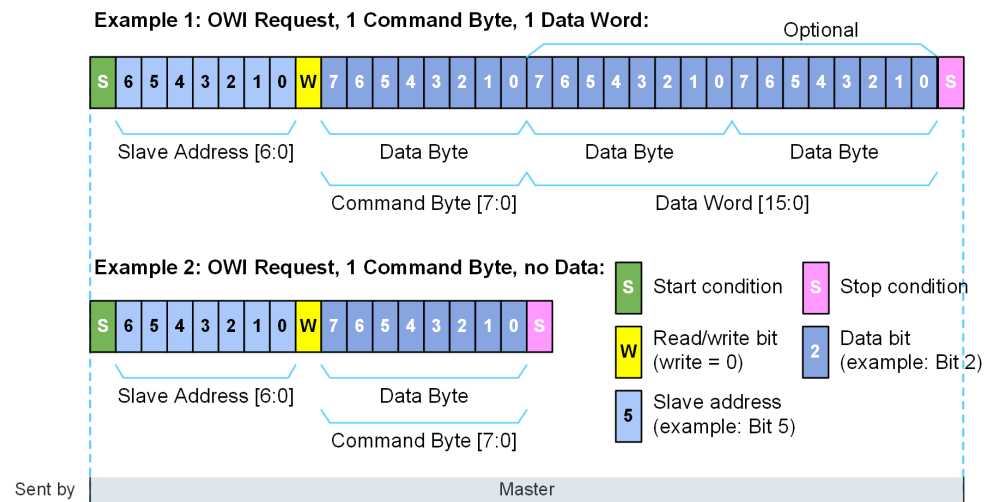 Example 1: OWI Request, 1 Command Byte, 1 Data Word:
Optional
S 6 5 4 3 2 1 0 W 7 6 5 4 3 2 1 0 7 6 5 4 3 2 1 0 7 6 5 4 3 2 1 0 S
Slave Address [6:0] Data Byte Data Byte Data Byte
Command Byte [7:0] Data Word [15:0]
Example 2: OWI Request, 1 Command Byte, no Data:
S 6 5 4 3 2 1 0 W 7 6 5 4 3 2 1 0 S
Slave Address [6:0] Data Byte
Command Byte [7:0]
S Start condition
S Stop condition
W Read/write bit
(write = 0)
2 Data bit
(example: Bit 2)
5 Slave address
(example: Bit 5)
Sent by Master